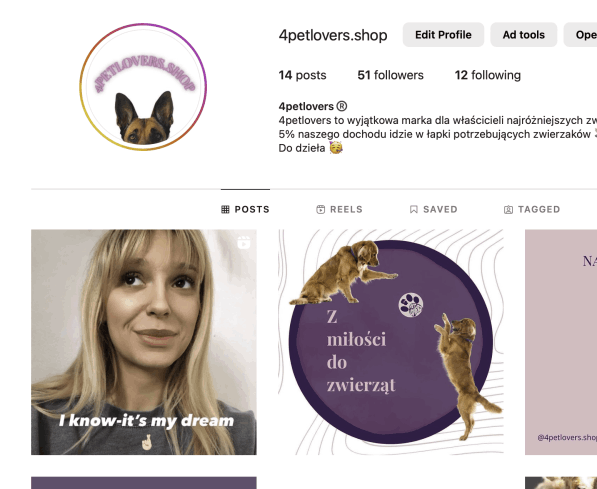 4PETLOVERS.SHOP
4petlovers.shop
Edit Profile
Ad tools
Ope
14 posts
51 followers
12 following
4petlovers ®
4petlovers to wyjątkowa marka dla właścicieli najróżniejszych zw
5% naszego dochodu idzie w łapki potrzebujących zwierzaków
Do dzieła 🥳
POSTS
REELS
SAVED
TAGGED
I know-it's my dream
Z
miłości
do
zwierząt
NA
@4petlovers.shop